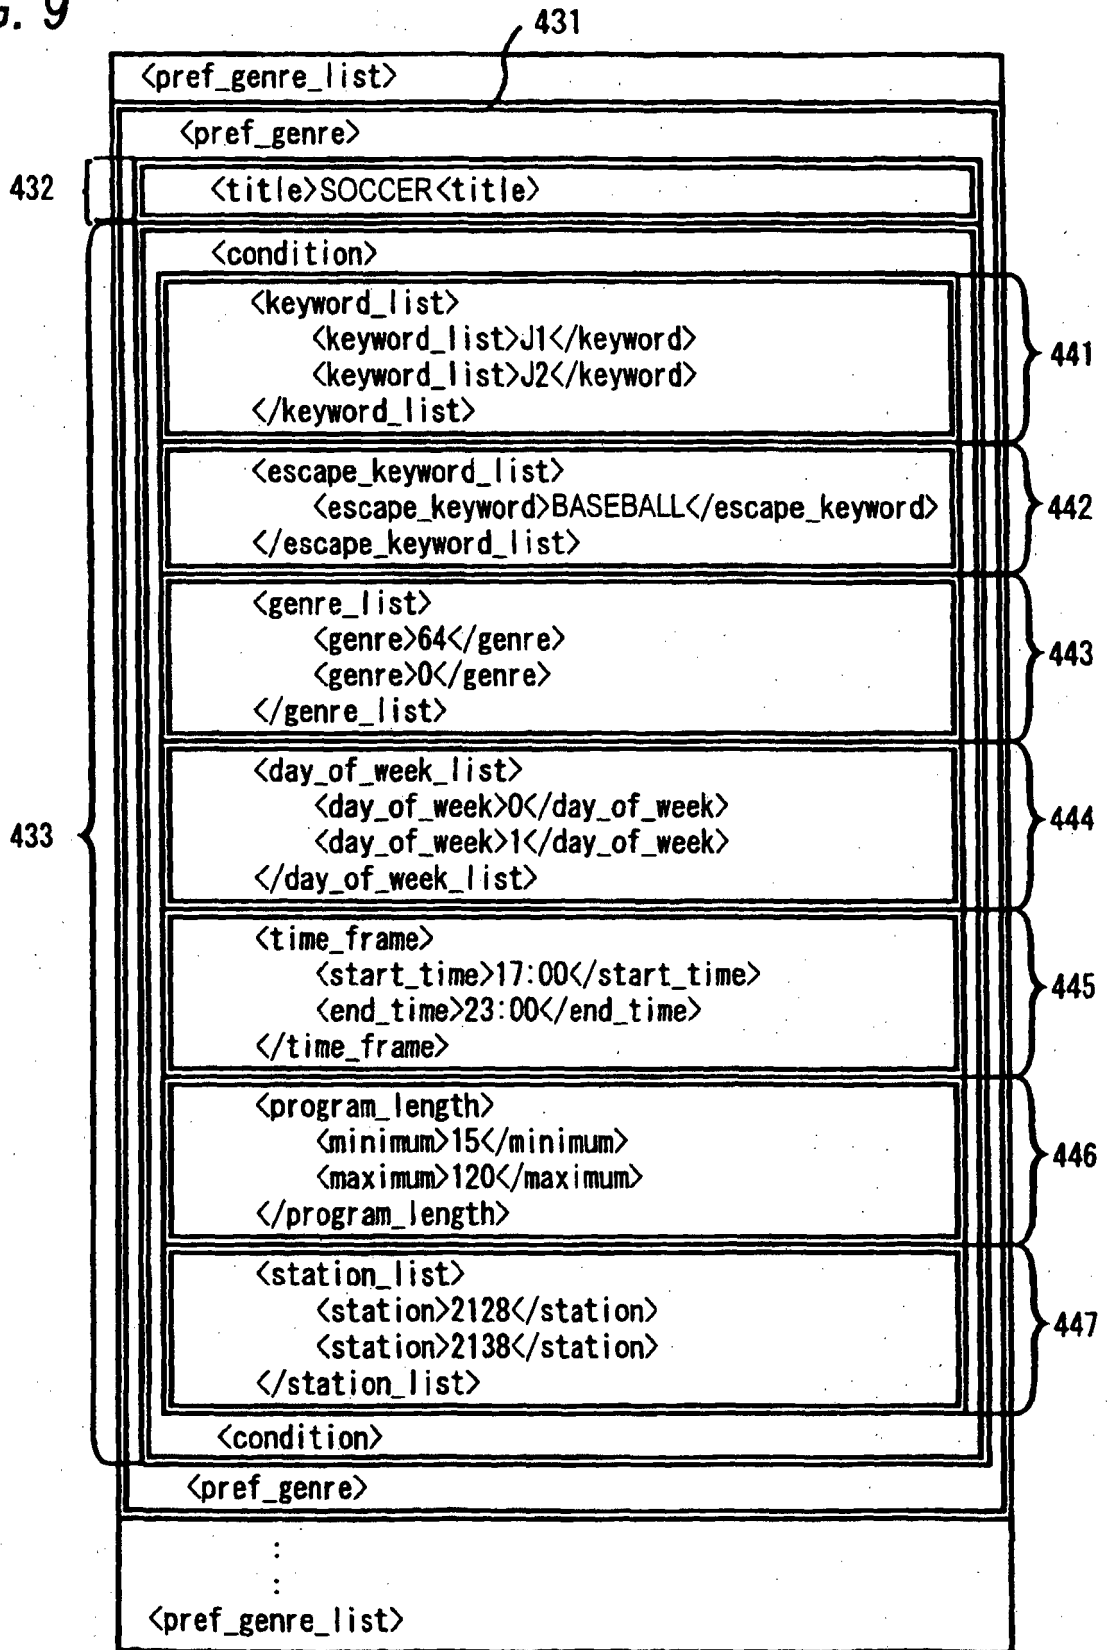 G. 9
431
<pref_genre_list>
<pref_genre>
432
<title>SOCCER<title>
<condition>
<keyword_list>
<keyword_list>J1</keyword>
<keyword_list>J2</keyword>
</keyword_list>
441
<escape_keyword_list>
<escape_keyword>BASEBALL</escape_keyword>
</escape_keyword_list>
442
<genre_list>
<genre>64</genre>
<genre>0</genre>
</genre_list>
443
<day_of_week_list>
<day_of_week>0</day_of_week>
<day_of_week>1</day_of_week>
</day_of_week_list>
444
433
<time_frame>
<start_time>17:00</start_time>
<end_time>23:00</end_time>
</time_frame>
445
<program_length>
<minimum>15</minimum>
<maximum>120</maximum>
</program_length>
446
<station_list>
<station>2128</station>
<station>2138</station>
</station_list>
447
<condition>
<pref_genre>
:
:
<pref_genre_list>